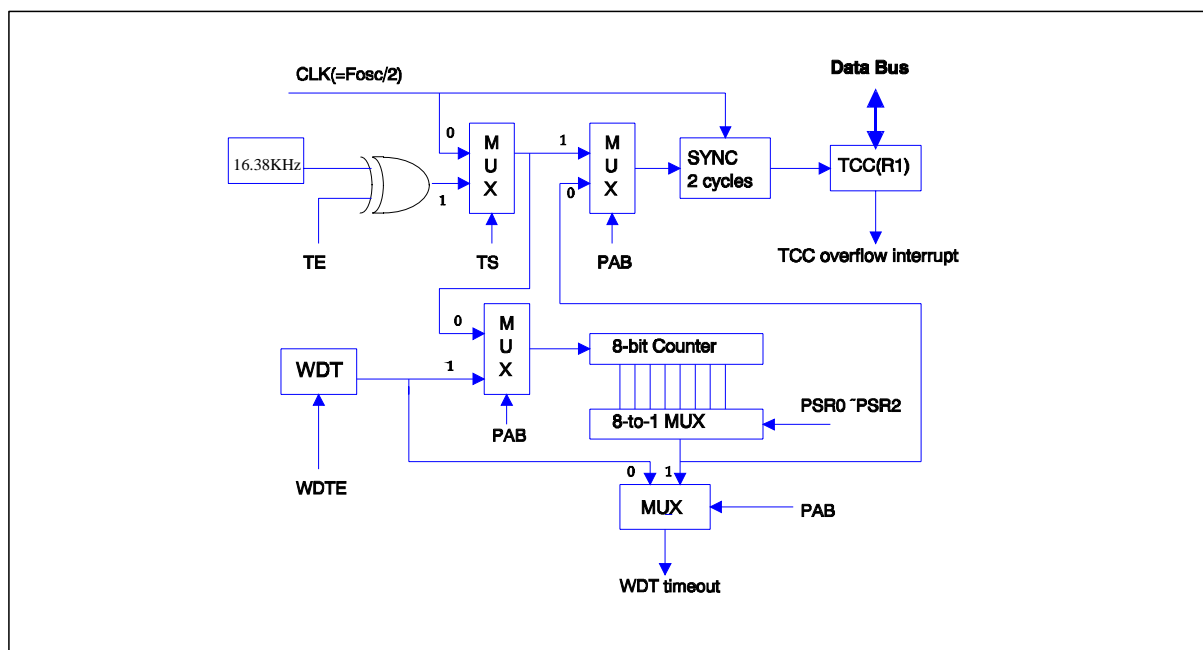 CLK(=Fosc/2)
Data Bus
0
M
U
X
1
M
U
X
SYNC
2 cycles
TCC(R1)
16.38KHz
1
0
TE
TS
PAB
TCC overflow interrupt
0
M
U
X
8-bit Counter
WDT
1
PSR0 ~PSR2
8-to-1 MUX
PAB
0
1
WDTE
MUX
PAB
WDT timeout